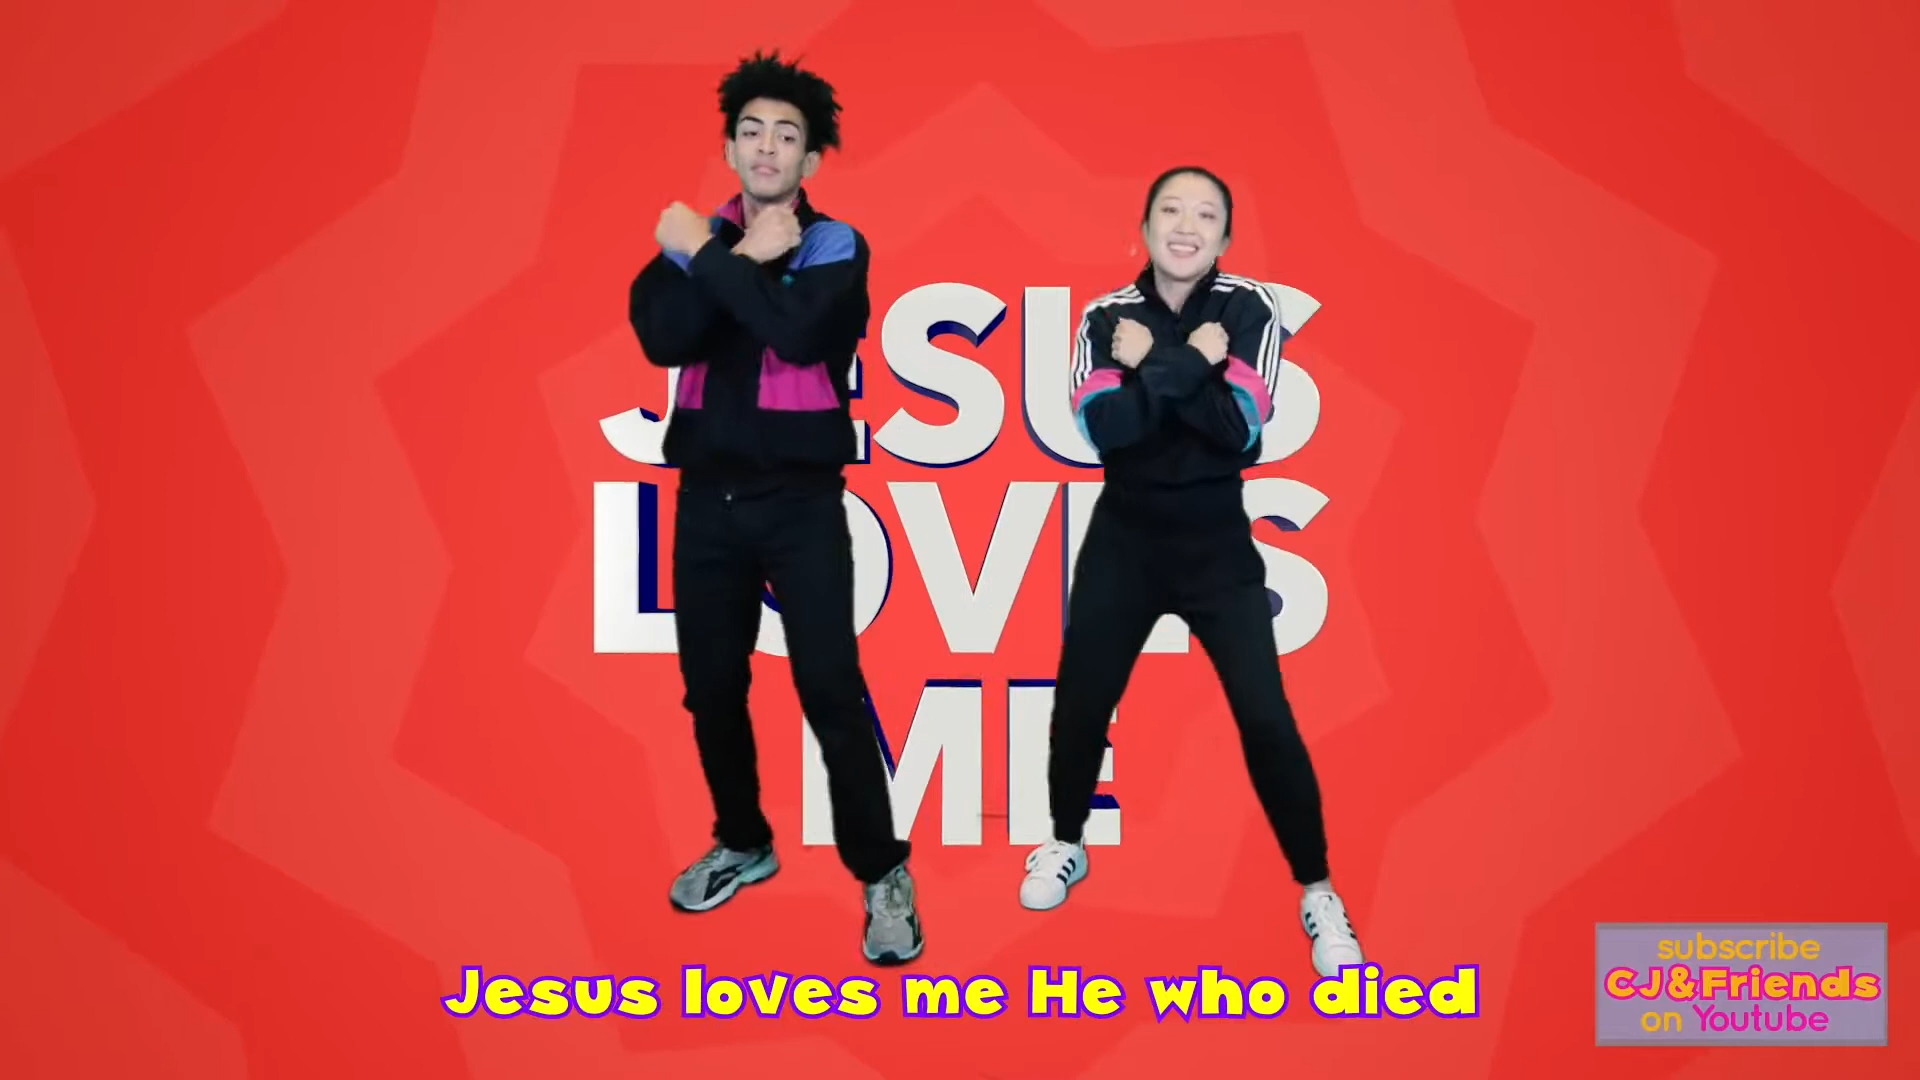 JESUS
LOVES
ME
Jesus loves me He who died
subscribe
CJ&Friends
on Youtube